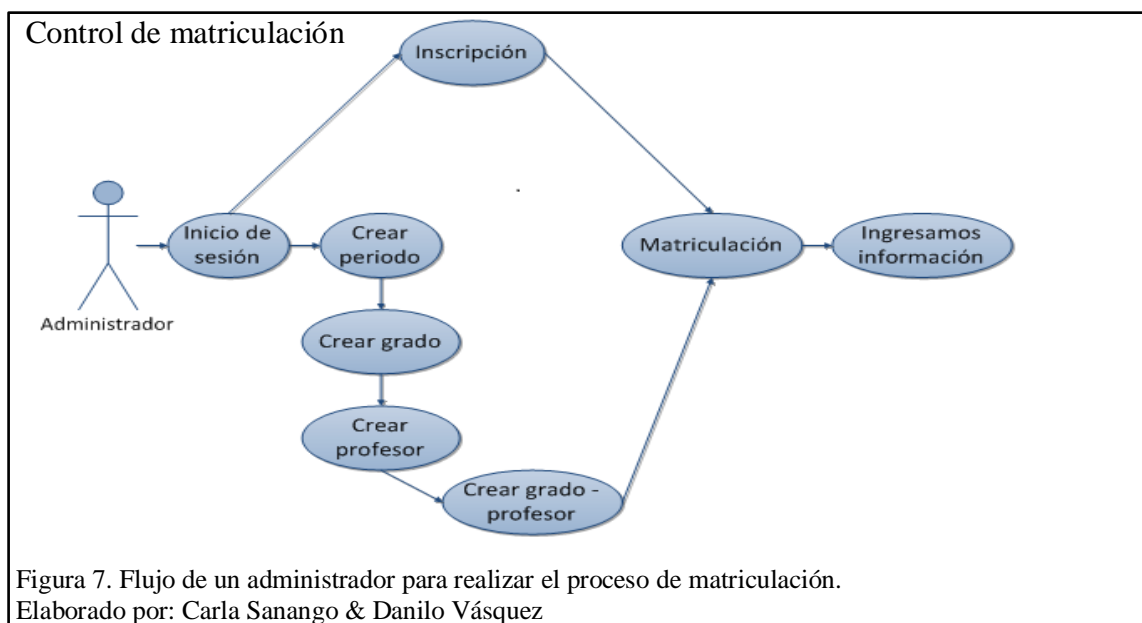 Control de matriculación
Inscripción
Administrador
Inicio de
sesión
Crear
periodo
Crear grado
Crear
profesor
Crear grado -
profesor
Matriculación
Ingresamos
información
Figura 7. Flujo de un administrador para realizar el proceso de matriculación.
Elaborado por: Carla Sanango & Danilo Vásquez